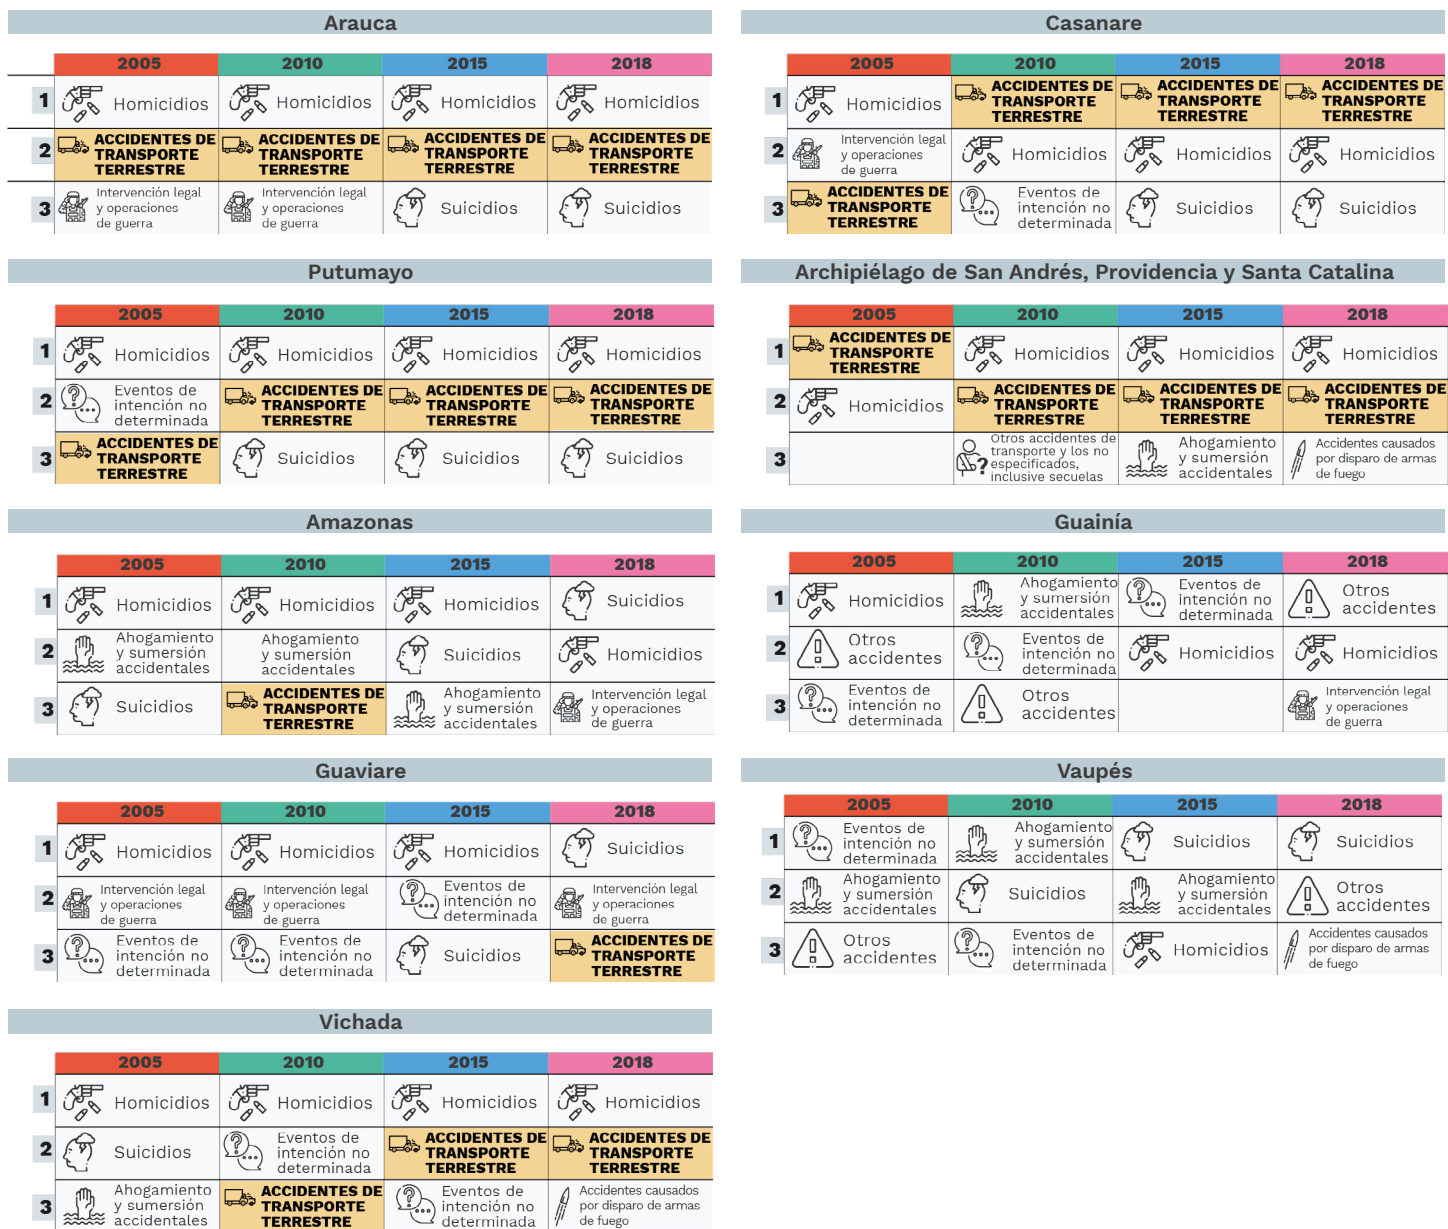 Arauca
2005 2010 2015 2018
1 Homicidios Homicidios Homicidios Homicidios
2 ACCIDENTES DE TRANSPORTE TERRESTRE ACCIDENTES DE TRANSPORTE TERRESTRE ACCIDENTES DE TRANSPORTE TERRESTRE ACCIDENTES DE TRANSPORTE TERRESTRE
3 Intervención legal y operaciones de guerra Intervención legal y operaciones de guerra Suicidios Suicidios
Casanare
2005 2010 2015 2018
1 Homicidios ACCIDENTES DE TRANSPORTE TERRESTRE ACCIDENTES DE TRANSPORTE TERRESTRE ACCIDENTES DE TRANSPORTE TERRESTRE
2 Intervención legal y operaciones de guerra Homicidios Homicidios Homicidios
3 ACCIDENTES DE TRANSPORTE TERRESTRE Eventos de intención no determinada Suicidios Suicidios
Putumayo
2005 2010 2015 2018
1 Homicidios Homicidios Homicidios Homicidios
2 Eventos de intención no determinada ACCIDENTES DE TRANSPORTE TERRESTRE ACCIDENTES DE TRANSPORTE TERRESTRE ACCIDENTES DE TRANSPORTE TERRESTRE
3 ACCIDENTES DE TRANSPORTE TERRESTRE Suicidios Suicidios Suicidios
Archipiélago de San Andrés, Providencia y Santa Catalina
2005 2010 2015 2018
1 ACCIDENTES DE TRANSPORTE TERRESTRE Homicidios Homicidios Homicidios
2 Homicidios ACCIDENTES DE TRANSPORTE TERRESTRE ACCIDENTES DE TRANSPORTE TERRESTRE ACCIDENTES DE TRANSPORTE TERRESTRE
3 Otros accidentes de transporte y los no especificados, inclusive secuelas Ahogamiento y sumersión accidentales Accidentes causados por disparo de armas de fuego
Amazonas
2005 2010 2015 2018
1 Homicidios Homicidios Homicidios Suicidios
2 Ahogamiento y sumersión accidentales Ahogamiento y sumersión accidentales Suicidios Homicidios
3 Suicidios ACCIDENTES DE TRANSPORTE TERRESTRE Ahogamiento y sumersión accidentales Intervención legal y operaciones de guerra
Guainía
2005 2010 2015 2018
1 Homicidios Ahogamiento y sumersión accidentales Eventos de intención no determinada Otros accidentes
2 Otros accidentes Eventos de intención no determinada Homicidios Homicidios
3 Eventos de intención no determinada Otros accidentes Intervención legal y operaciones de guerra
Guaviare
2005 2010 2015 2018
1 Homicidios Homicidios Homicidios Suicidios
2 Intervención legal y operaciones de guerra Intervención legal y operaciones de guerra Eventos de intención no determinada Intervención legal y operaciones de guerra
3 Eventos de intención no determinada Eventos de intención no determinada Suicidios ACCIDENTES DE TRANSPORTE TERRESTRE
Vaupés
2005 2010 2015 2018
1 Eventos de intención no determinada Ahogamiento y sumersión accidentales Suicidios Suicidios
2 Ahogamiento y sumersión accidentales Suicidios Ahogamiento y sumersión accidentales Otros accidentes
3 Otros accidentes Eventos de intención no determinada Homicidios Accidentes causados por disparo de armas de fuego
Vichada
2005 2010 2015 2018
1 Homicidios Homicidios Homicidios Homicidios
2 Suicidios Eventos de intención no determinada ACCIDENTES DE TRANSPORTE TERRESTRE ACCIDENTES DE TRANSPORTE TERRESTRE
3 Ahogamiento y sumersión accidentales ACCIDENTES DE TRANSPORTE TERRESTRE Eventos de intención no determinada Accidentes causados por disparo de armas de fuego